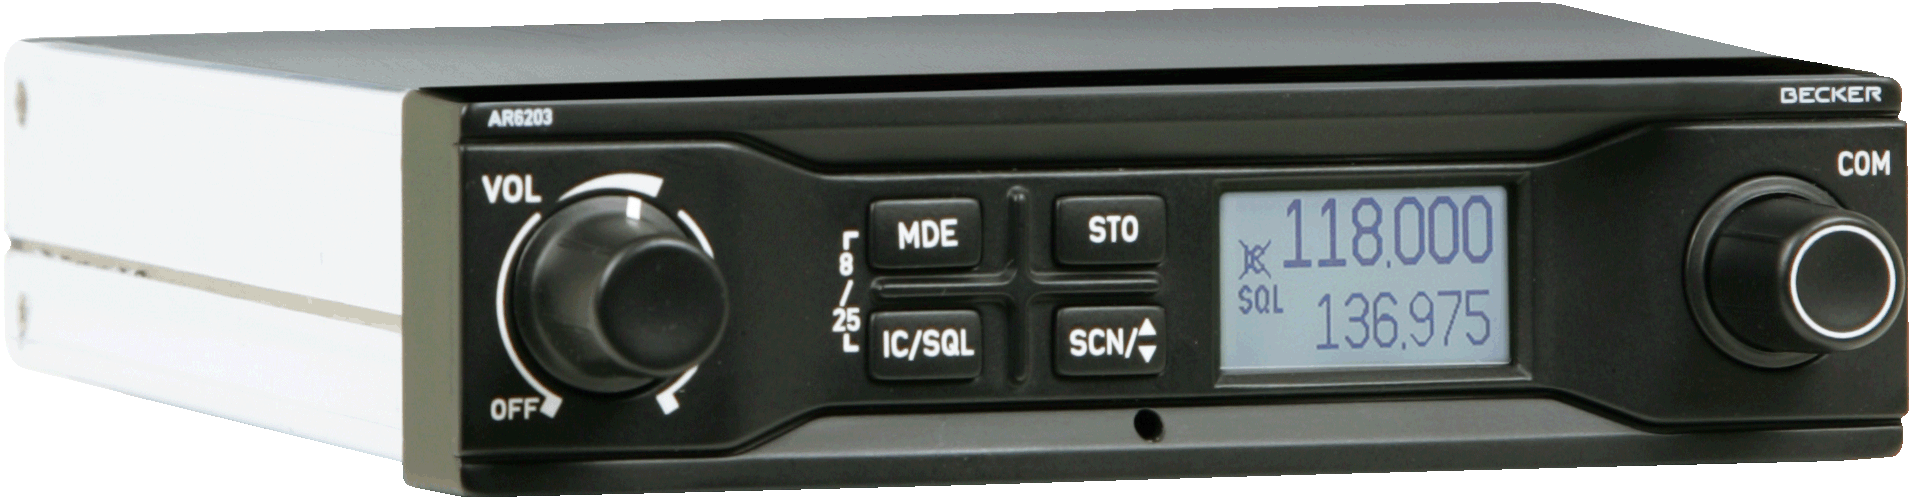 AR6203
BECKER
VOL
COM
MDE
STO
118.000
8
/
25
SQL
136.975
IC/SQL
SCN/
OFF